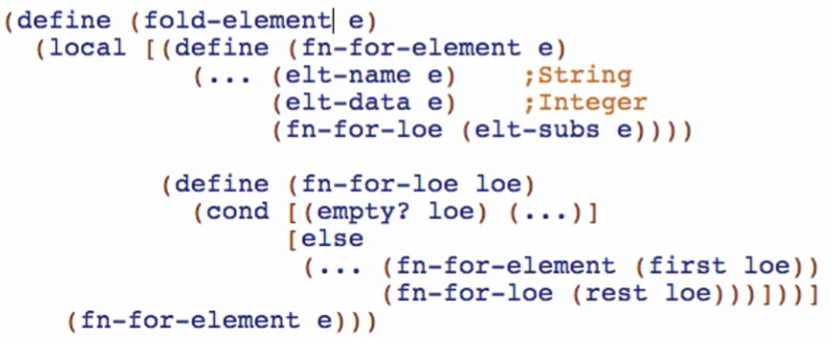 (define (fold-element e)
(local [(define (fn-for-element e)
(... (elt-name e) ;String
(elt-data e) ;Integer
(fn-for-loe (elt-subs e))))
(define (fn-for-loe loe)
(cond [(empty? loe) (...)]
[else
(... (fn-for-element (first loe))
(fn-for-loe (rest loe)))]))]
(fn-for-element e)))